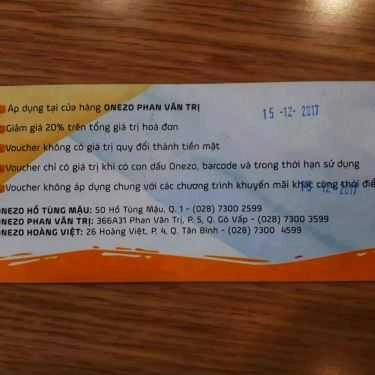 Áp dụng tại cửa hàng ONEZO PHAN VĂN TRỊ
15 -12- 2017
Giảm giá 20% trên tổng giá trị hoá đơn
Voucher không có giá trị quy đổi thành tiền mặt
Voucher chỉ có giá trị khi có con dấu Onezo, barcode và trong thời hạn sử dụng
Voucher không áp dụng chung với các chương trình khuyến mãi khác cùng thời điể
15 12 2017
ONEZO HỒ TÙNG MẬU: 50 Hồ Tùng Mậu, Q. 1 - (028) 7300 2599
ONEZO PHAN VĂN TRỊ: 366A31 Phan Văn Trị, P. 5, Q. Gò Vấp - (028) 7300 3599
ONEZO HOÀNG VIỆT: 26 Hoàng Việt, P. 4, Q. Tân Bình - (028) 7300 4599